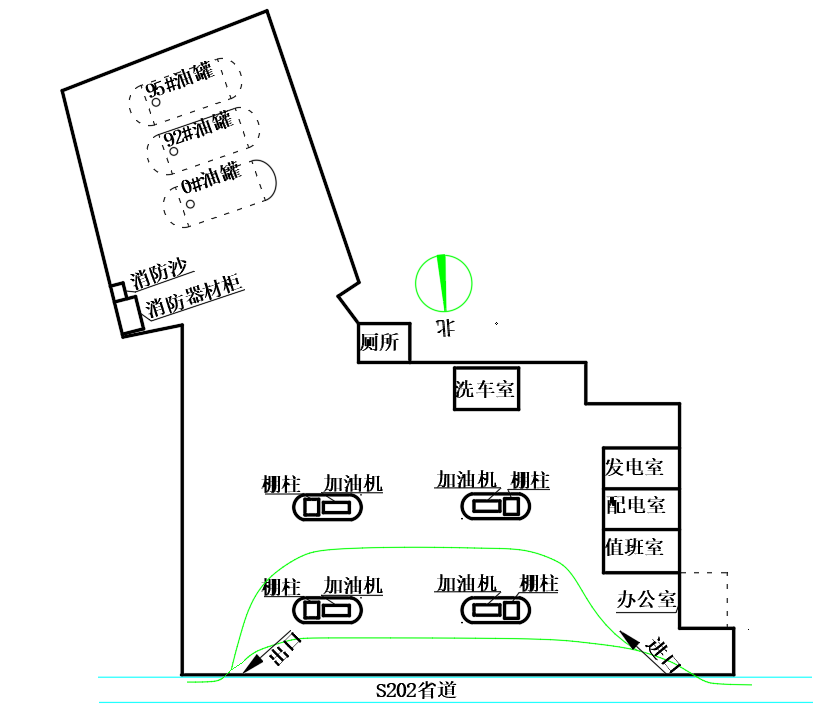 95#油罐
92#油罐
0#油罐
消防沙
消防器材柜
北
厕所
洗车室
发电室
配电室
值班室
办公室
棚柱
加油机
加油机
棚柱
棚柱
加油机
加油机
棚柱
出口
进口
S202省道